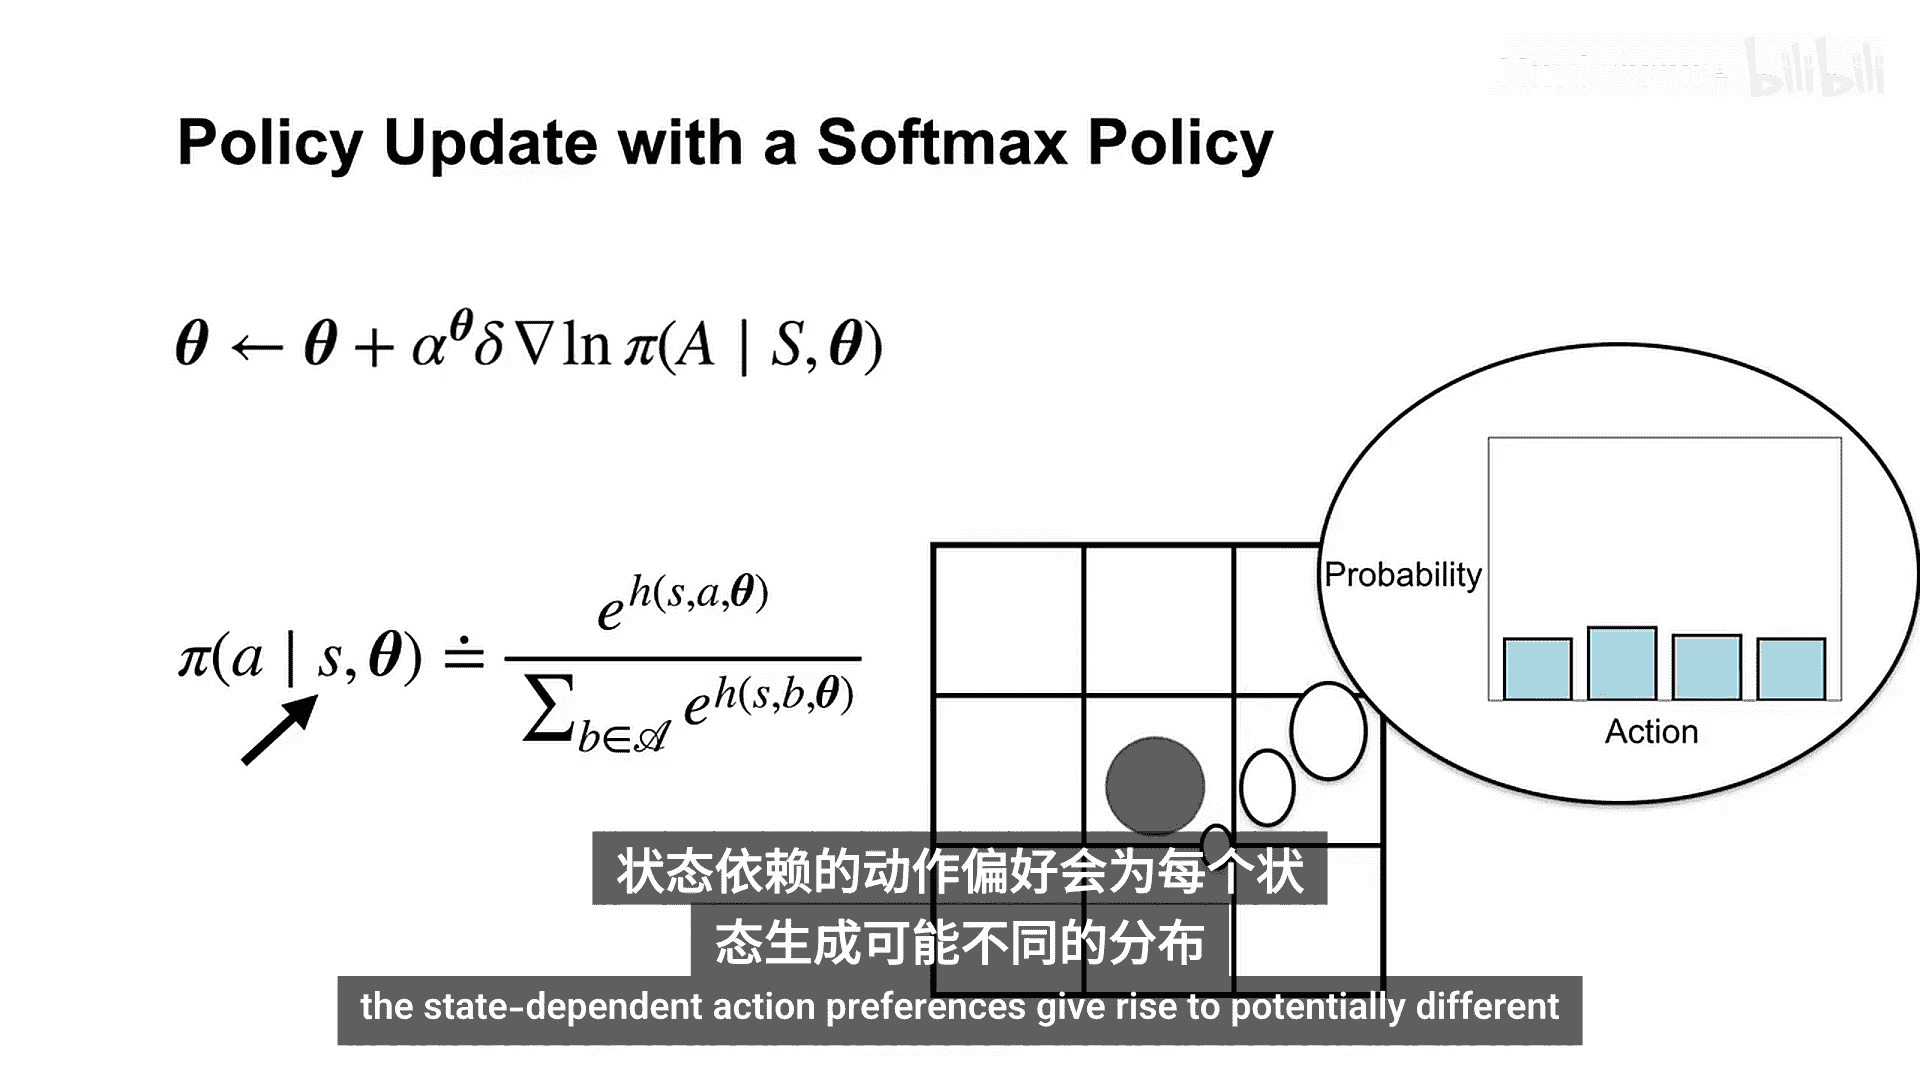 bilibili
Policy Update with a Softmax Policy
θ ← θ + α^θ δ∇ln π(A | S, θ)
π(a | s, θ) ≐ e^{h(s,a,θ)} / ∑_{b∈𝒜} e^{h(s,b,θ)}
Probability
Action
状态依赖的动作偏好会为每个状
态生成可能不同的分布
the state-dependent action preferences give rise to potentially different